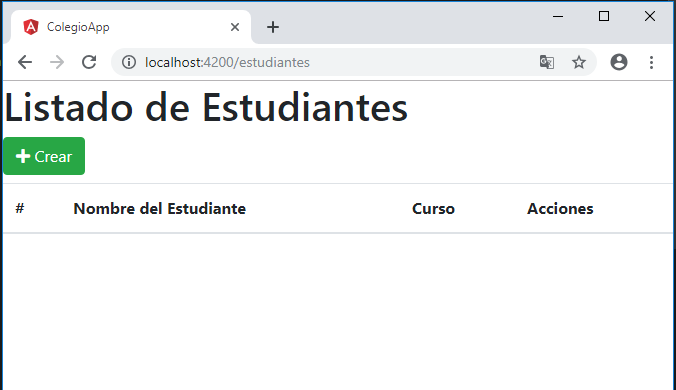 ColegioApp
localhost:4200/estudiantes
Listado de Estudiantes
Crear
# Nombre del Estudiante Curso Acciones